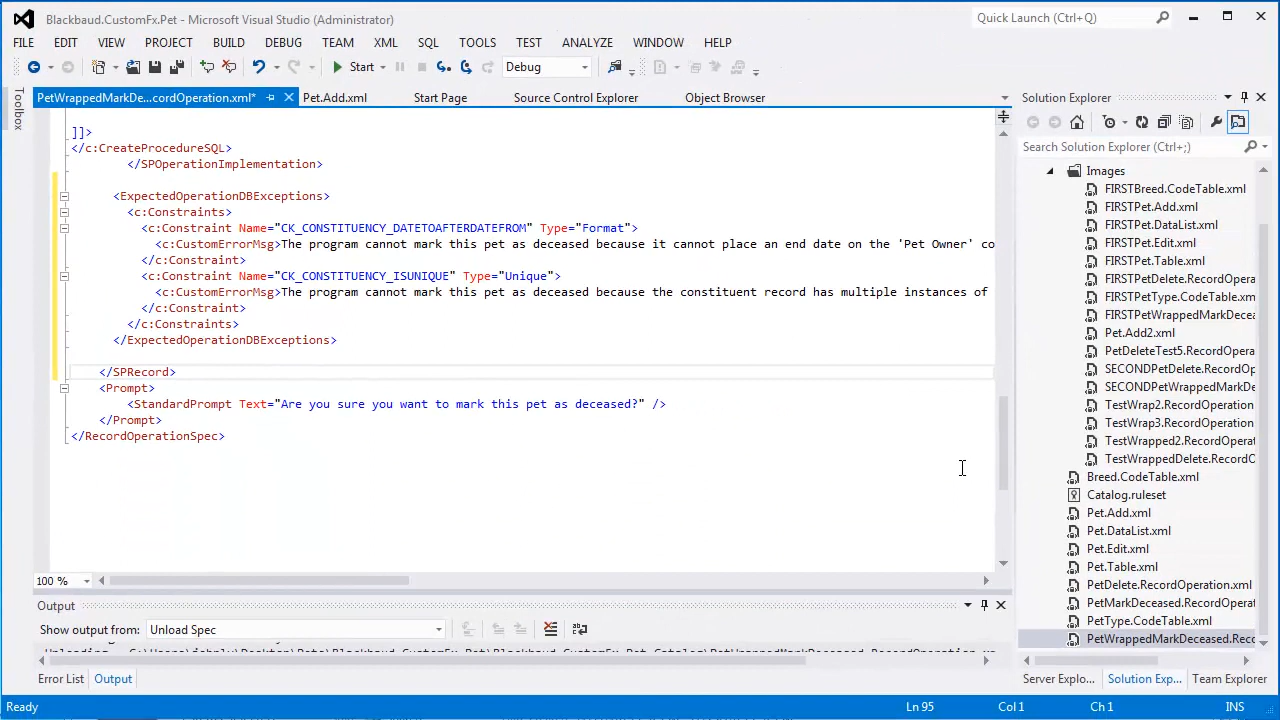 Blackbaud.CustomFx.Pet - Microsoft Visual Studio (Administrator)
Quick Launch (Ctrl+Q)
FILE EDIT VIEW PROJECT BUILD DEBUG TEAM XML SQL TOOLS TEST ANALYZE WINDOW HELP
Start Debug
Toolbox
PetWrappedMarkDe...cordOperation.xml* Pet.Add.xml Start Page Source Control Explorer Object Browser
]]>
</c:CreateProcedureSQL>
</SPOperationImplementation>
<ExpectedOperationDBExceptions>
<c:Constraints>
<c:Constraint Name="CK_CONSTITUENCY_DATETOAFTERDATEFROM" Type="Format">
<c:CustomErrorMsg>The program cannot mark this pet as deceased because it cannot place an end date on the 'Pet Owner' co
</c:Constraint>
<c:Constraint Name="CK_CONSTITUENCY_ISUNIQUE" Type="Unique">
<c:CustomErrorMsg>The program cannot mark this pet as deceased because the constituent record has multiple instances of
</c:Constraint>
</c:Constraints>
</ExpectedOperationDBExceptions>
</SPRecord>
<Prompt>
<StandardPrompt Text="Are you sure you want to mark this pet as deceased?" />
</Prompt>
</RecordOperationSpec>
100 %
Output
Show output from: Unload Spec
Error List Output
Solution Explorer
Search Solution Explorer (Ctrl+;)
Images
FIRSTBreed.CodeTable.xml
FIRSTPet.Add.xml
FIRSTPet.DataList.xml
FIRSTPet.Edit.xml
FIRSTPet.Table.xml
FIRSTPetDelete.RecordOpera
FIRSTPetType.CodeTable.xm
FIRSTPetWrappedMarkDecea
Pet.Add2.xml
PetDeleteTest5.RecordOpera
SECONDPetDelete.RecordOp
SECONDPetWrappedMarkDe
TestWrap2.RecordOperation
TestWrap3.RecordOperation
TestWrapped2.RecordOperat
TestWrappedDelete.RecordO
Breed.CodeTable.xml
Catalog.ruleset
Pet.Add.xml
Pet.DataList.xml
Pet.Edit.xml
Pet.Table.xml
PetDelete.RecordOperation.xml
PetMarkDeceased.RecordOperat
PetType.CodeTable.xml
PetWrappedMarkDeceased.Reco
Server Explo... Solution Exp... Team Explorer
Ready Ln 95 Col 1 Ch 1 INS